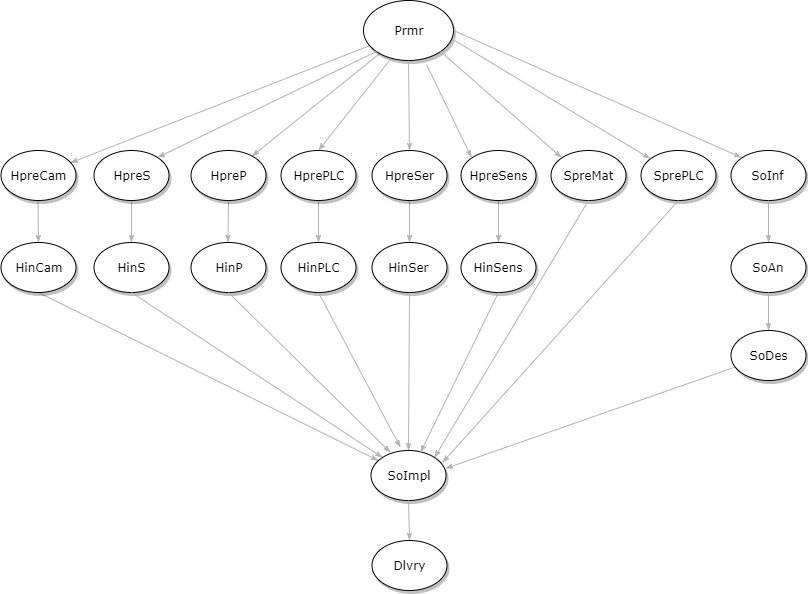 Prmr
HpreCam
HpreS
HpreP
HprePLC
HpreSer
HpreSens
SpreMat
SprePLC
SoInf
HinCam
HinS
HinP
HinPLC
HinSer
HinSens
SoAn
SoDes
SoImpl
Dlvry